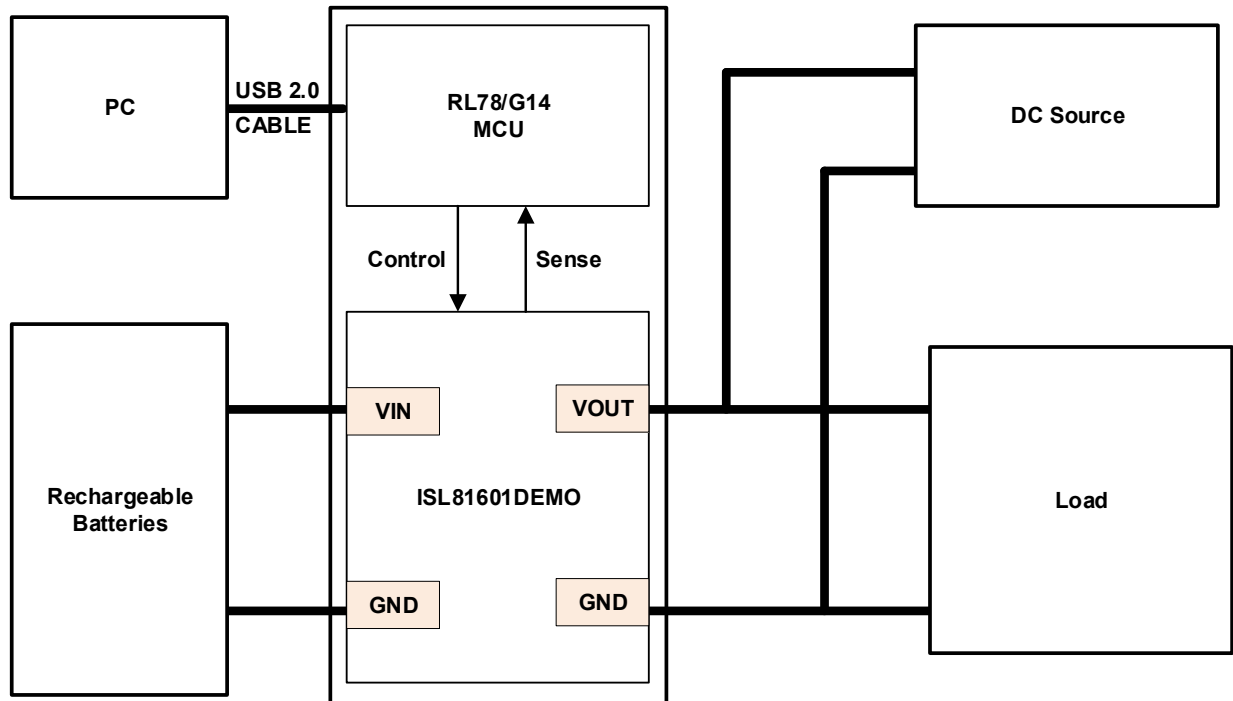 PC
USB 2.0
CABLE
RL78/G14
MCU
DC Source
Control
Sense
VIN
VOUT
Rechargeable
Batteries
ISL81601DEMO
Load
GND
GND